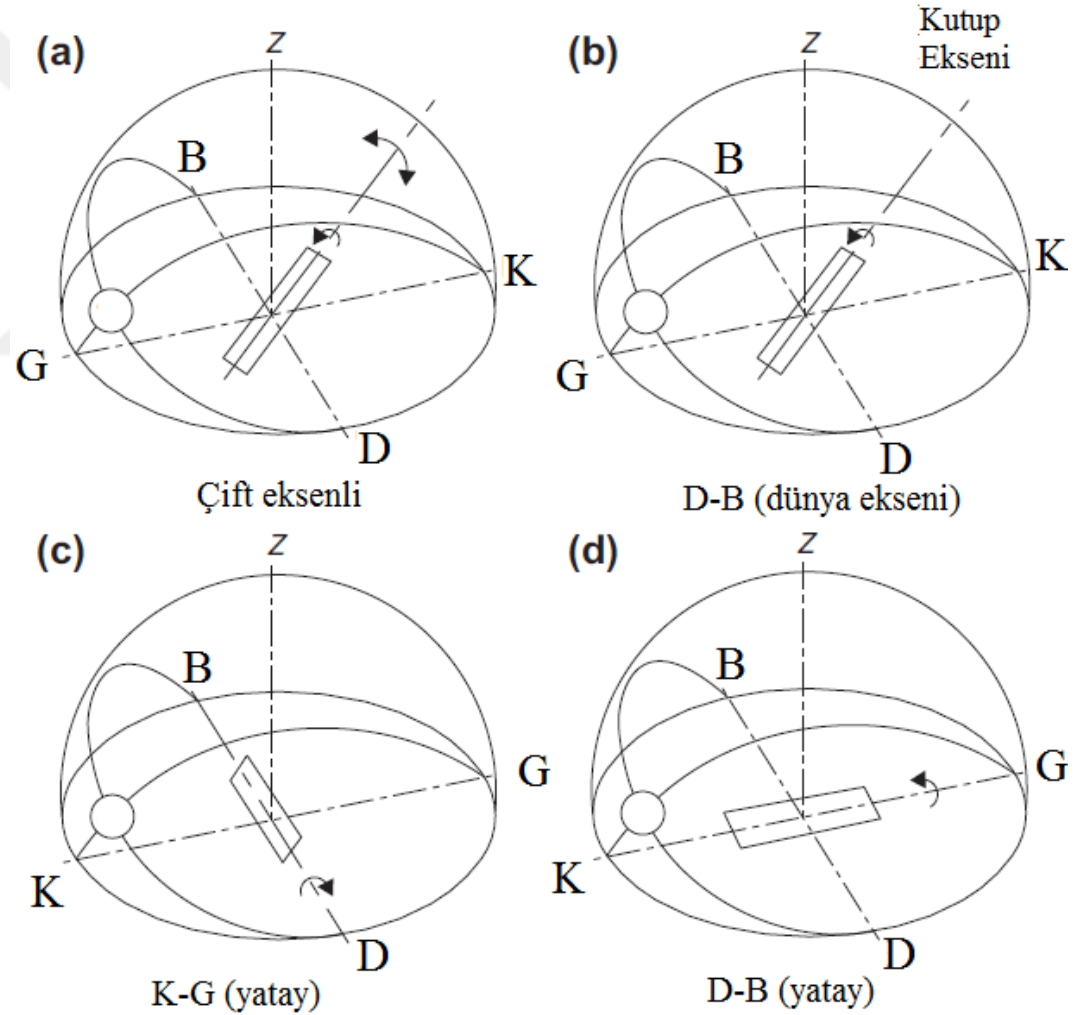 (a)
Z
B
K
G
D
Çift eksenli
(b)
Kutup
Ekseni
Z
B
K
G
D
D-B (dünya ekseni)
(c)
Z
B
G
K
D
K-G (yatay)
(d)
Z
B
G
K
D
D-B (yatay)